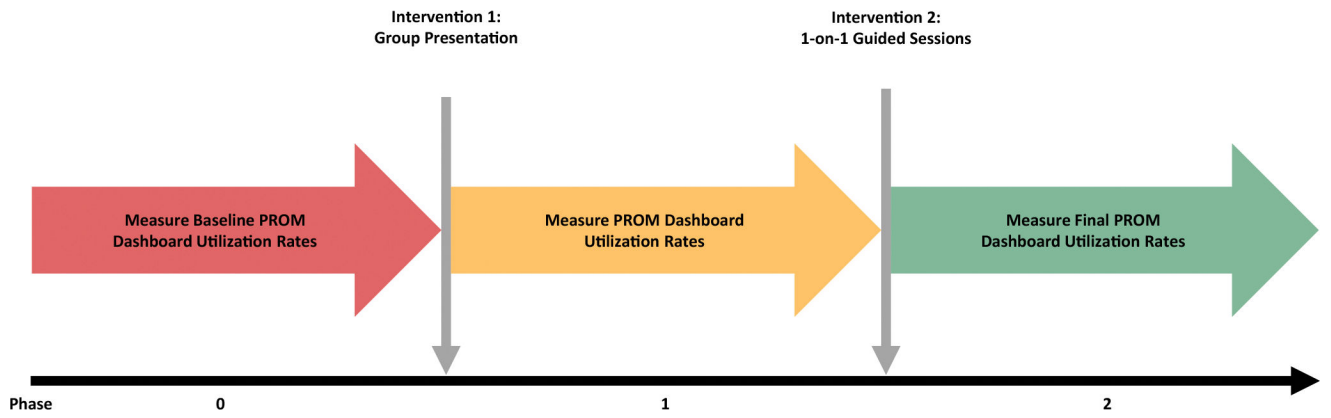 Intervention 1:
Group Presentation
Intervention 2:
1-on-1 Guided Sessions
Measure Baseline PROM
Dashboard Utilization Rates
Measure PROM Dashboard
Utilization Rates
Measure Final PROM
Dashboard Utilization Rates
Phase 0 1 2